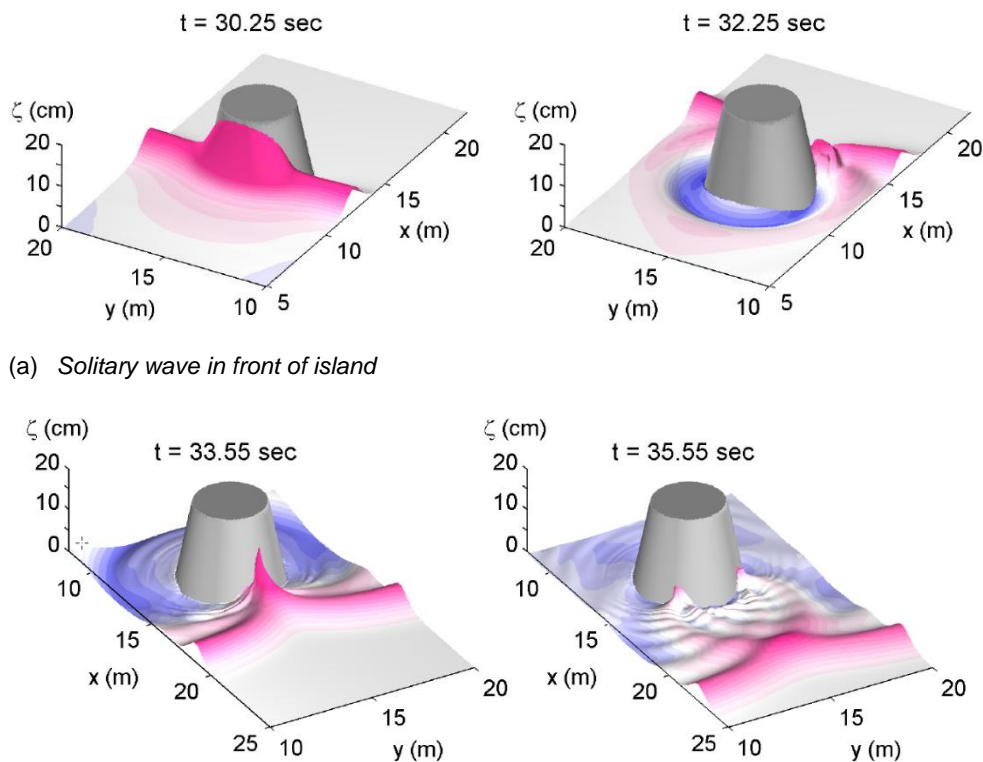 t = 30.25 sec
ζ (cm)
20
10
0
20
15
10
y (m)
5
10
15
20
x (m)
t = 32.25 sec
ζ (cm)
20
10
0
20
15
10
y (m)
5
10
15
20
x (m)
(a) Solitary wave in front of island
t = 33.55 sec
ζ (cm)
20
10
0
10
15
20
25
x (m)
10
15
20
y (m)
t = 35.55 sec
ζ (cm)
20
10
0
10
15
20
25
x (m)
10
15
20
y (m)